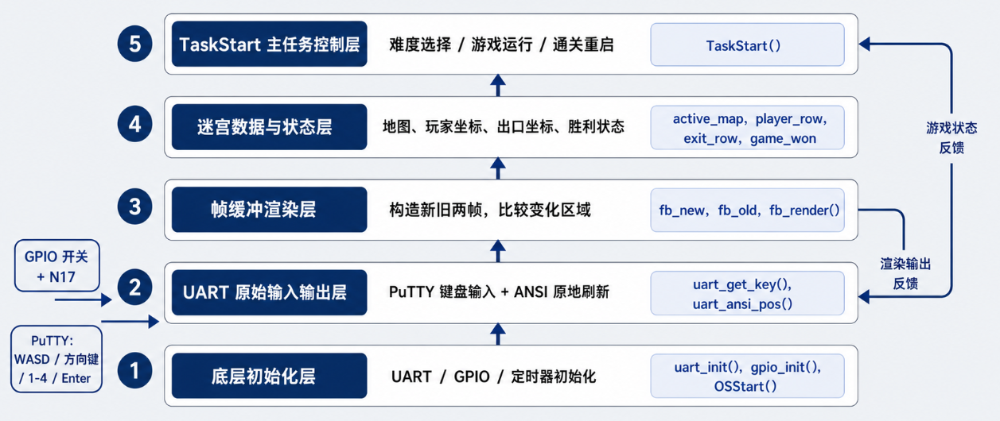 5
TaskStart 主任务控制层
难度选择 / 游戏运行 / 通关重启
TaskStart()
4
迷宫数据与状态层
地图、玩家坐标、出口坐标、胜利状态
active_map, player_row,
exit_row, game_won
游戏状态
反馈
3
帧缓冲渲染层
构造新旧两帧，比较变化区域
fb_new, fb_old, fb_render()
渲染输出
反馈
GPIO 开关
+ N17
2
UART 原始输入输出层
PuTTY 键盘输入 + ANSI 原地刷新
uart_get_key(),
uart_ansi_pos()
PuTTY:
WASD / 方向键
/ 1-4 / Enter
1
底层初始化层
UART / GPIO / 定时器初始化
uart_init(), gpio_init(),
OSStart()